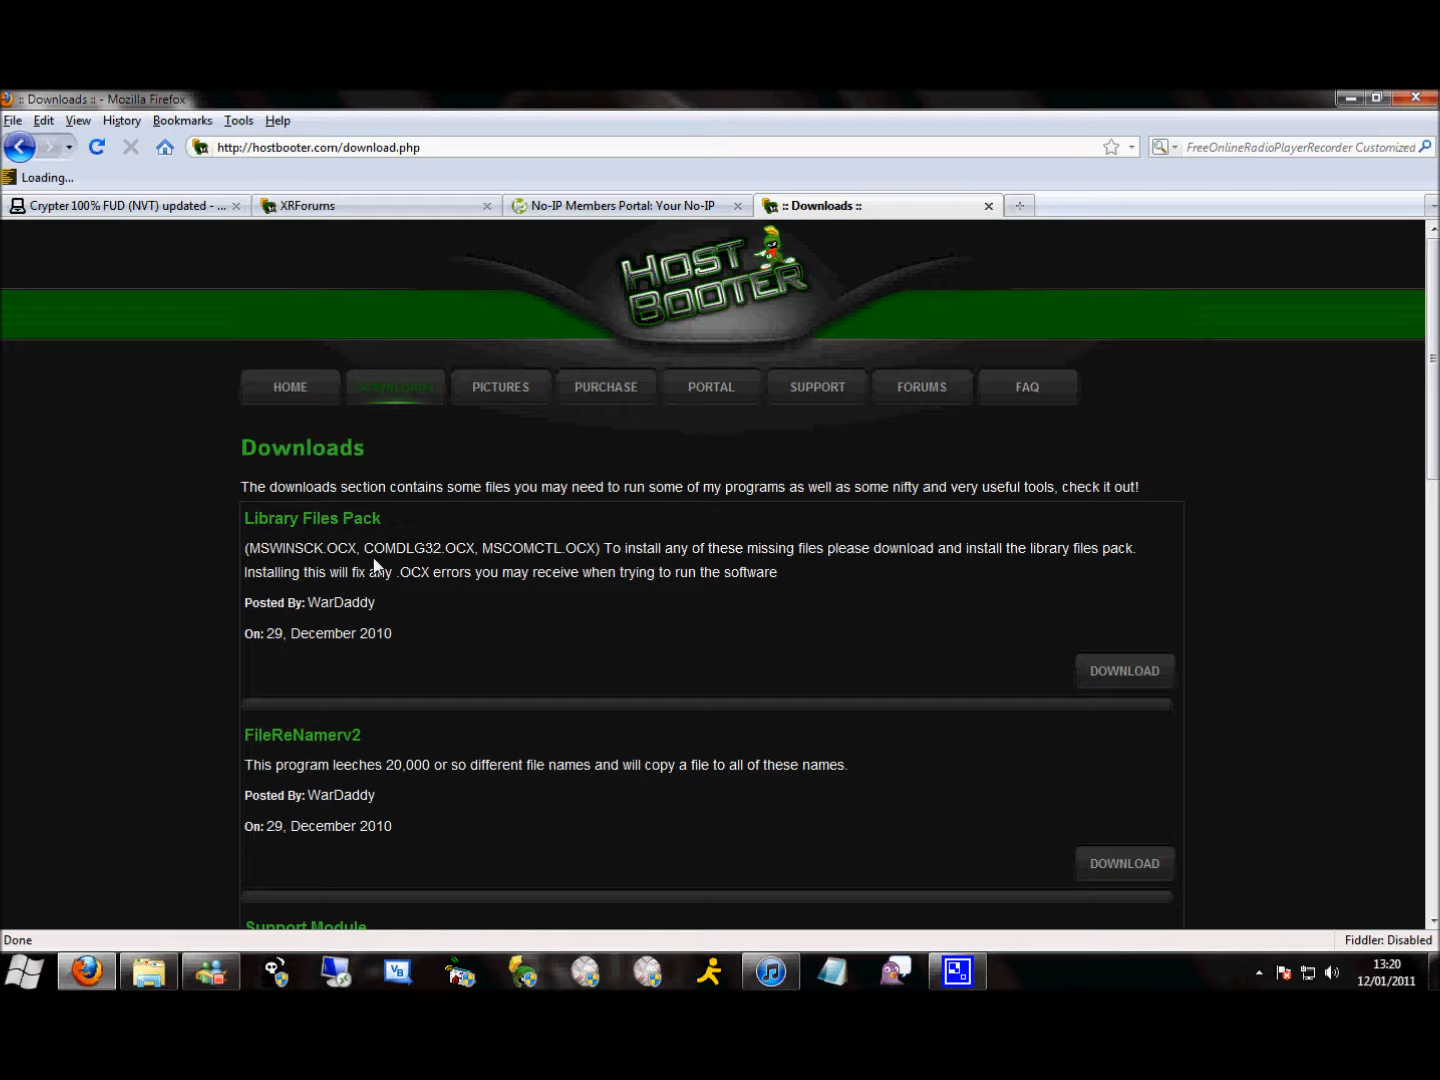 :: Downloads :: - Mozilla Firefox
File Edit View History Bookmarks Tools Help
http://hostbooter.com/download.php
FreeOnlineRadioPlayerRecorder Customized
Loading...
Crypter 100% FUD (NVT) updated - ...
XRForums
No-IP Members Portal: Your No-IP
:: Downloads ::
HOST BOOTER
HOME DOWNLOADS PICTURES PURCHASE PORTAL SUPPORT FORUMS FAQ
Downloads
The downloads section contains some files you may need to run some of my programs as well as some nifty and very useful tools, check it out!
Library Files Pack
(MSWINSCK.OCX, COMDLG32.OCX, MSCOMCTL.OCX) To install any of these missing files please download and install the library files pack.
Installing this will fix any .OCX errors you may receive when trying to run the software
Posted By: WarDaddy
On: 29, December 2010
DOWNLOAD
FileReNamerv2
This program leeches 20,000 or so different file names and will copy a file to all of these names.
Posted By: WarDaddy
On: 29, December 2010
DOWNLOAD
Support Module
Done
Fiddler: Disabled
VB
13:20
12/01/2011